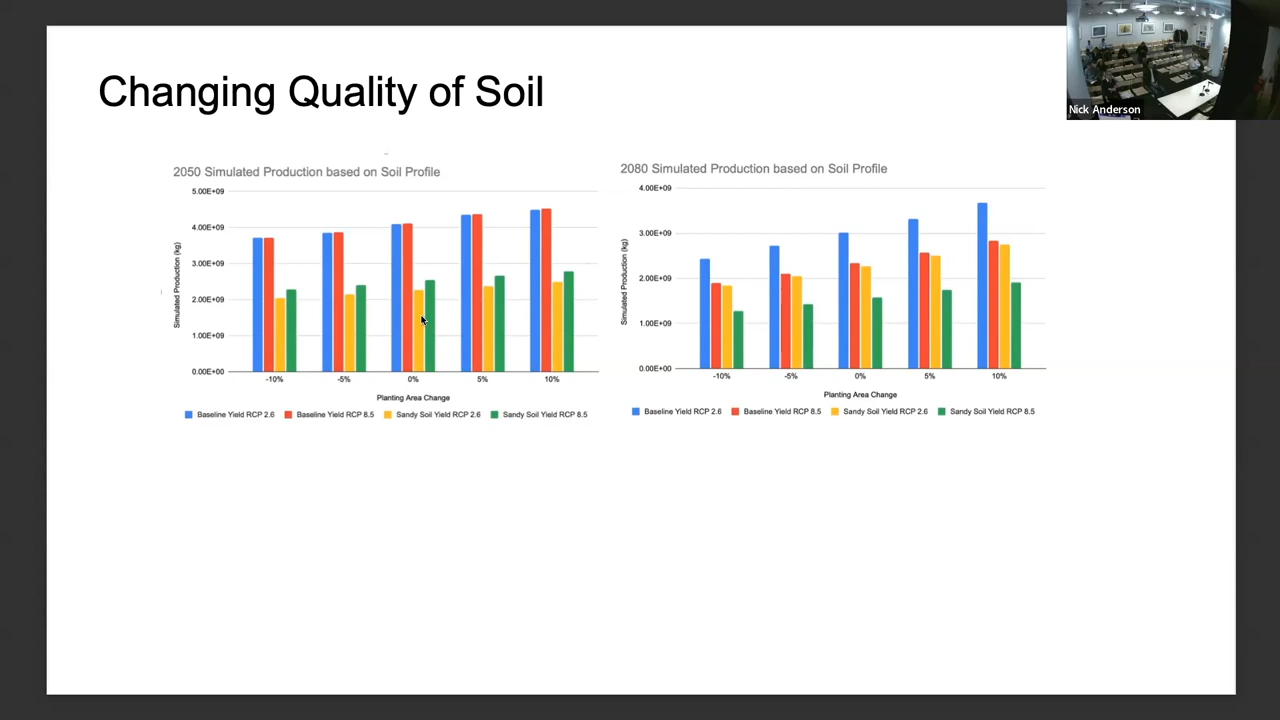 Changing Quality of Soil
Nick Anderson
2050 Simulated Production based on Soil Profile
5.00E+09
4.00E+09
3.00E+09
2.00E+09
1.00E+09
0.00E+00
Simulated Production (kg)
-10% -5% 0% 5% 10%
Planting Area Change
Baseline Yield RCP 2.6 Baseline Yield RCP 8.5 Sandy Soil Yield RCP 2.6 Sandy Soil Yield RCP 8.5
2080 Simulated Production based on Soil Profile
4.00E+09
3.00E+09
2.00E+09
1.00E+09
0.00E+00
Simulated Production (kg)
-10% -5% 0% 5% 10%
Planting Area Change
Baseline Yield RCP 2.6 Baseline Yield RCP 8.5 Sandy Soil Yield RCP 2.6 Sandy Soil Yield RCP 8.5